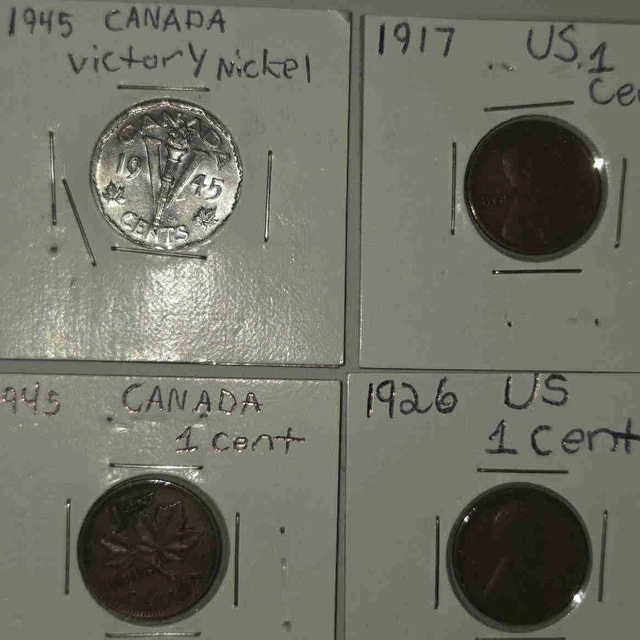 1945 CANADA
victory Nickel
CANADA
19 45
CENTS
1917 US 1
945 CANADA
1 cent
1926 US
1 Cent